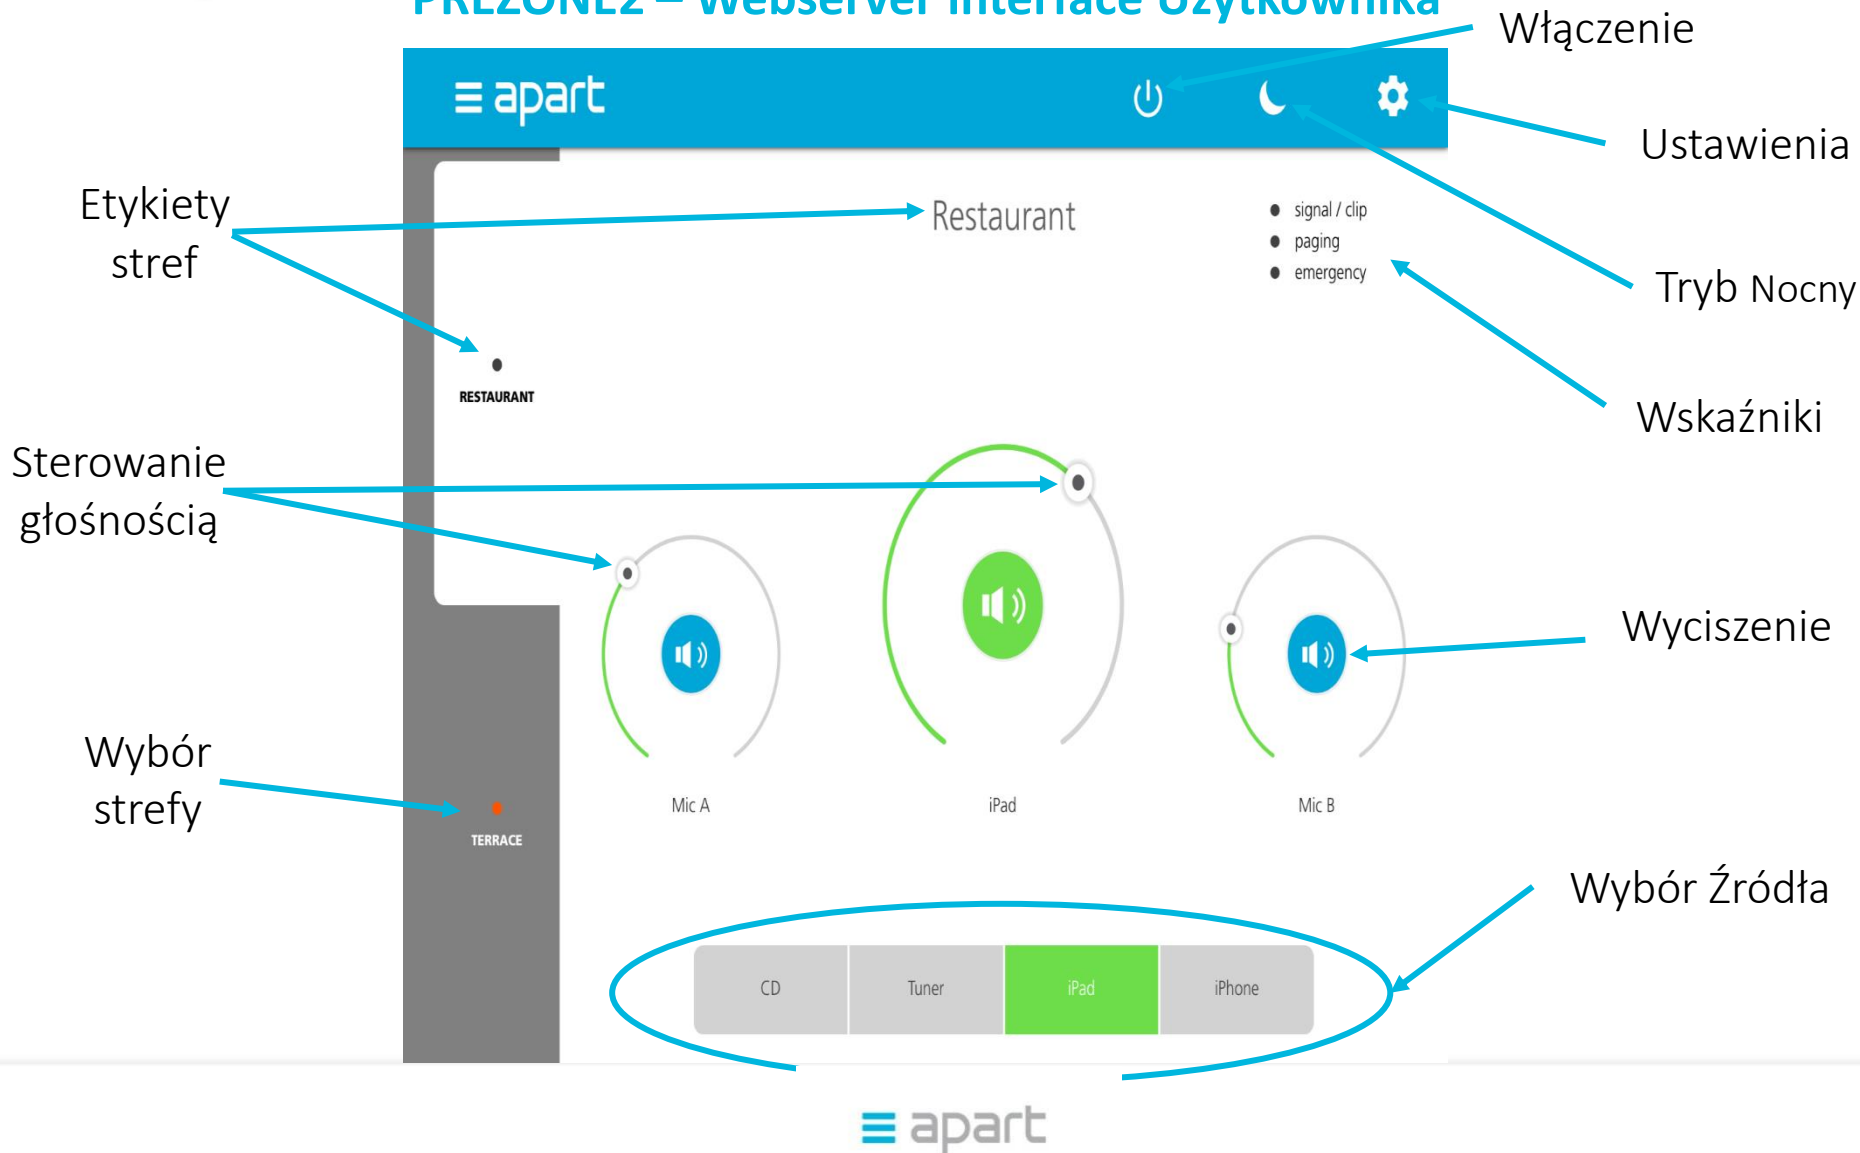 PREZONE2 – Webserver Interface Użytkownika
Włączenie
apart
Ustawienia
Etykiety
stref
Restaurant
signal / clip
paging
emergency
Tryb Nocny
RESTAURANT
Wskaźniki
Sterowanie
głośnością
Wyciszenie
Wybór
strefy
Mic A
iPad
Mic B
TERRACE
Wybór Źródła
CD
Tuner
iPad
iPhone
apart